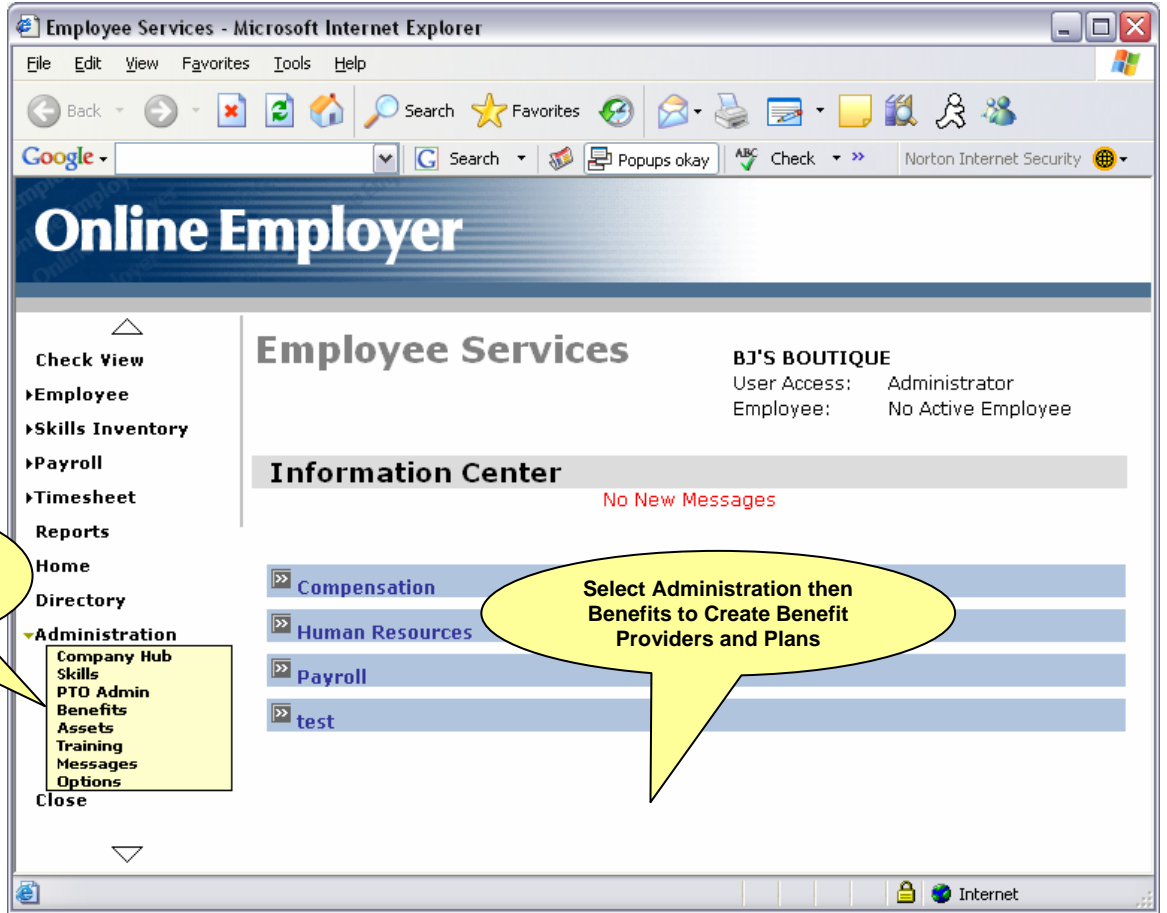 Employee Services - Microsoft Internet Explorer
File Edit View Favorites Tools Help
Back Search Favorites
Google Search Popups okay ABC Check Norton Internet Security
Online Employer
Check View
Employee
Skills Inventory
Payroll
Timesheet
Reports
Home
Directory
Administration
Company Hub
Skills
PTO Admin
Benefits
Assets
Training
Messages
Options
Close
Employee Services
BJ'S BOUTIQUE
User Access: Administrator
Employee: No Active Employee
Information Center
No New Messages
Compensation
Human Resources
Payroll
test
Select Administration then
Benefits to Create Benefit
Providers and Plans
Internet